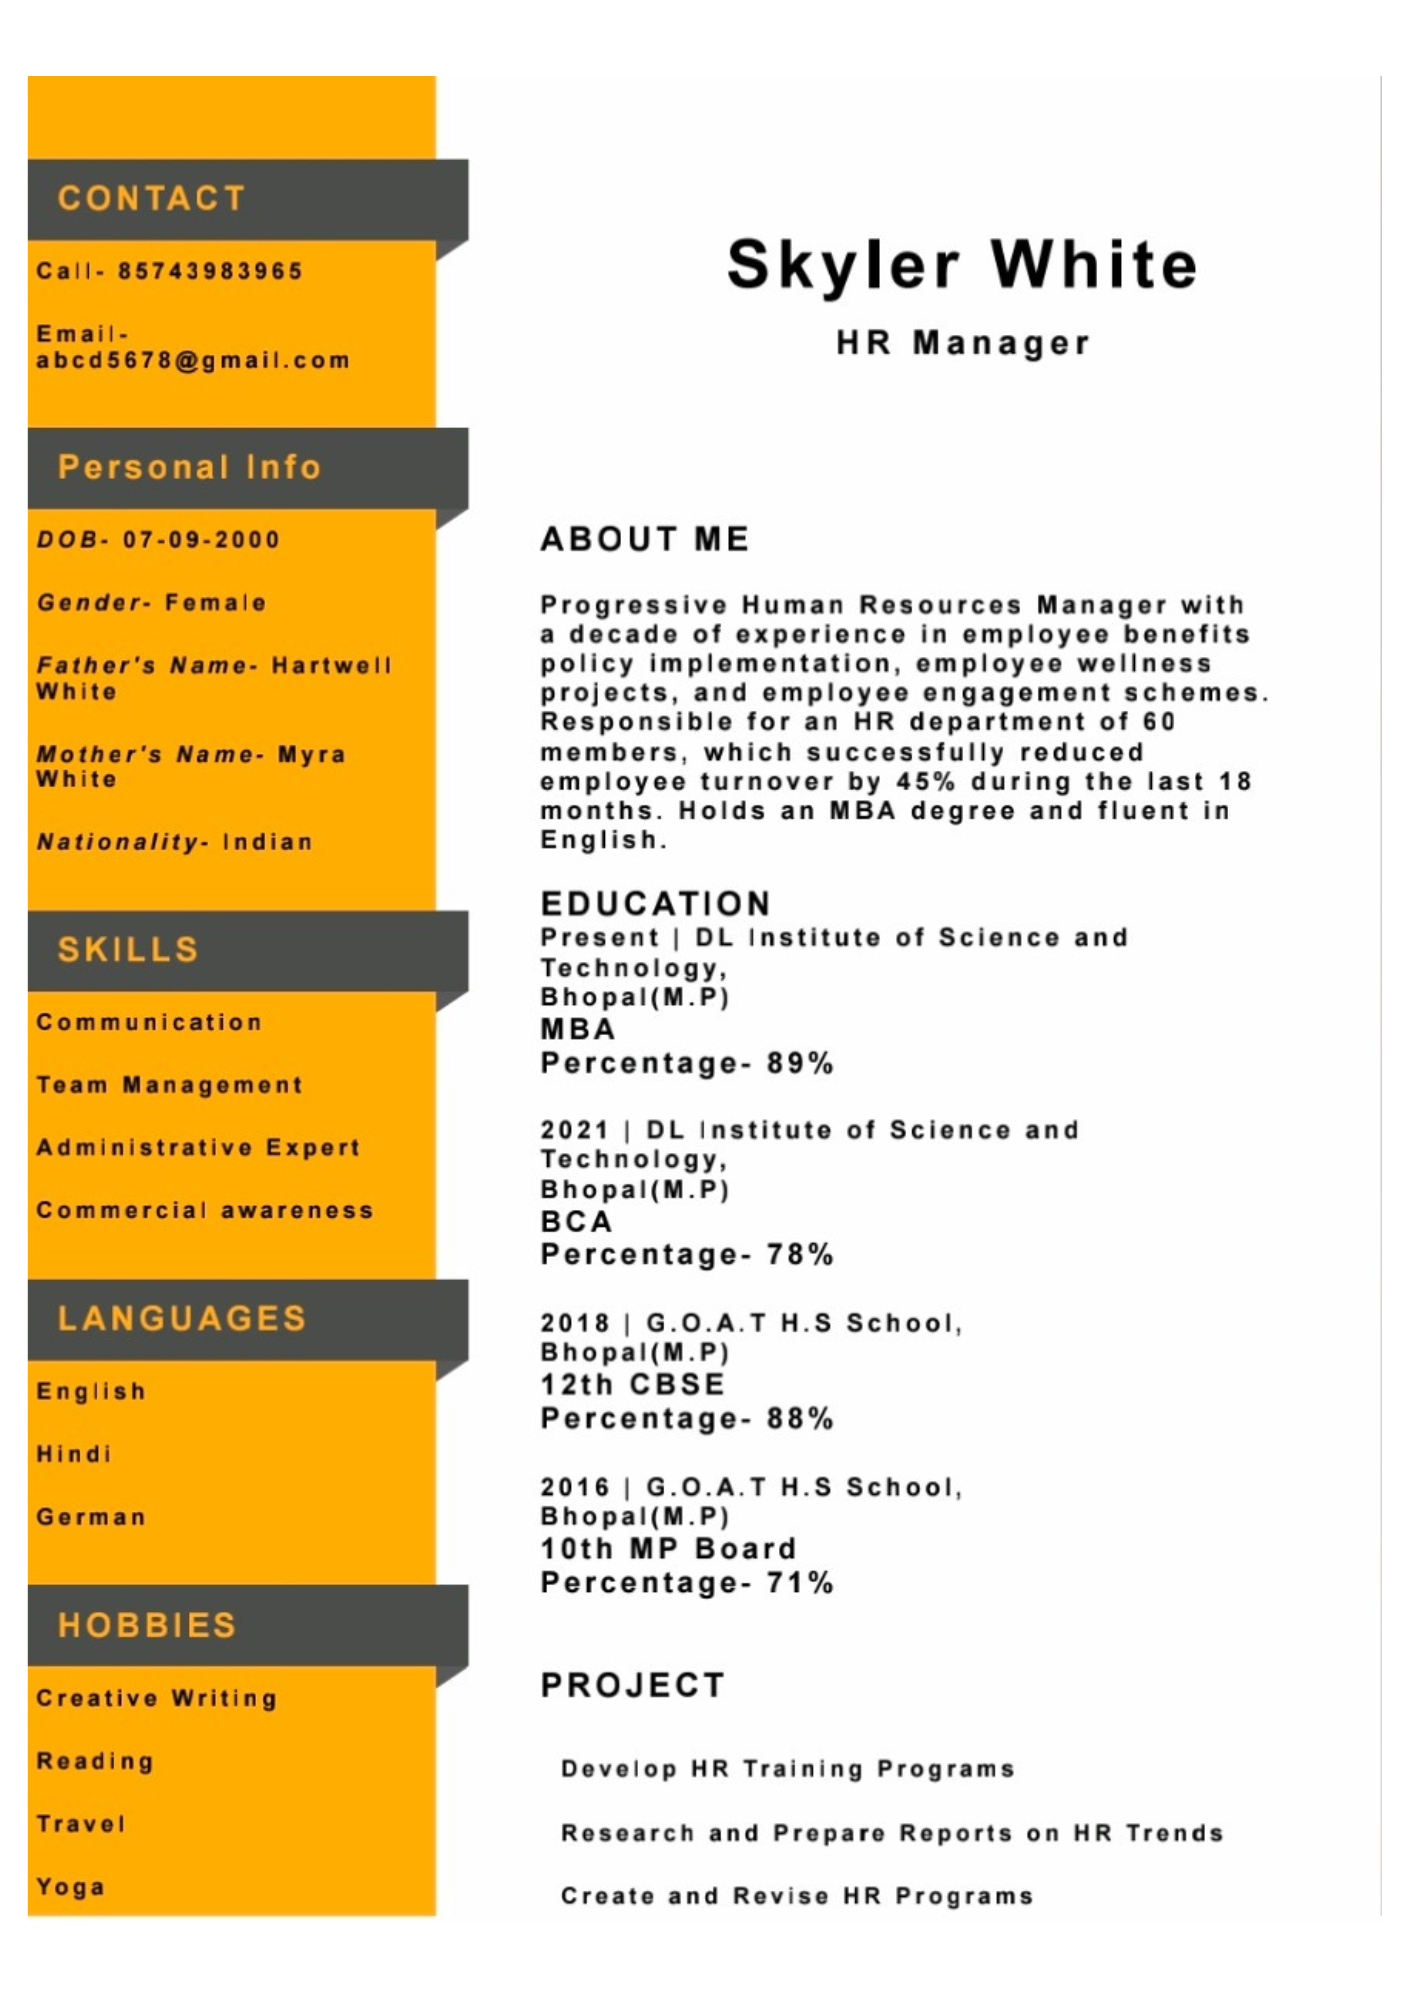 CONTACT
Call- 85743983965
Email-
abcd5678@gmail.com
Personal Info
DOB- 07-09-2000
Gender- Female
Father's Name- Hartwell
White
Mother's Name- Myra
White
Nationality- Indian
SKILLS
Communication
Team Management
Administrative Expert
Commercial awareness
LANGUAGES
English
Hindi
German
HOBBIES
Creative Writing
Reading
Travel
Yoga
Skyler White
HR Manager
ABOUT ME
Progressive Human Resources Manager with
a decade of experience in employee benefits
policy implementation, employee wellness
projects, and employee engagement schemes.
Responsible for an HR department of 60
members, which successfully reduced
employee turnover by 45% during the last 18
months. Holds an MBA degree and fluent in
English.
EDUCATION
Present | DL Institute of Science and
Technology,
Bhopal(M.P)
MBA
Percentage- 89%
2021 | DL Institute of Science and
Technology,
Bhopal(M.P)
BCA
Percentage- 78%
2018 | G.O.A.T H.S School,
Bhopal(M.P)
12th CBSE
Percentage- 88%
2016 | G.O.A.T H.S School,
Bhopal(M.P)
10th MP Board
Percentage- 71%
PROJECT
Develop HR Training Programs
Research and Prepare Reports on HR Trends
Create and Revise HR Programs